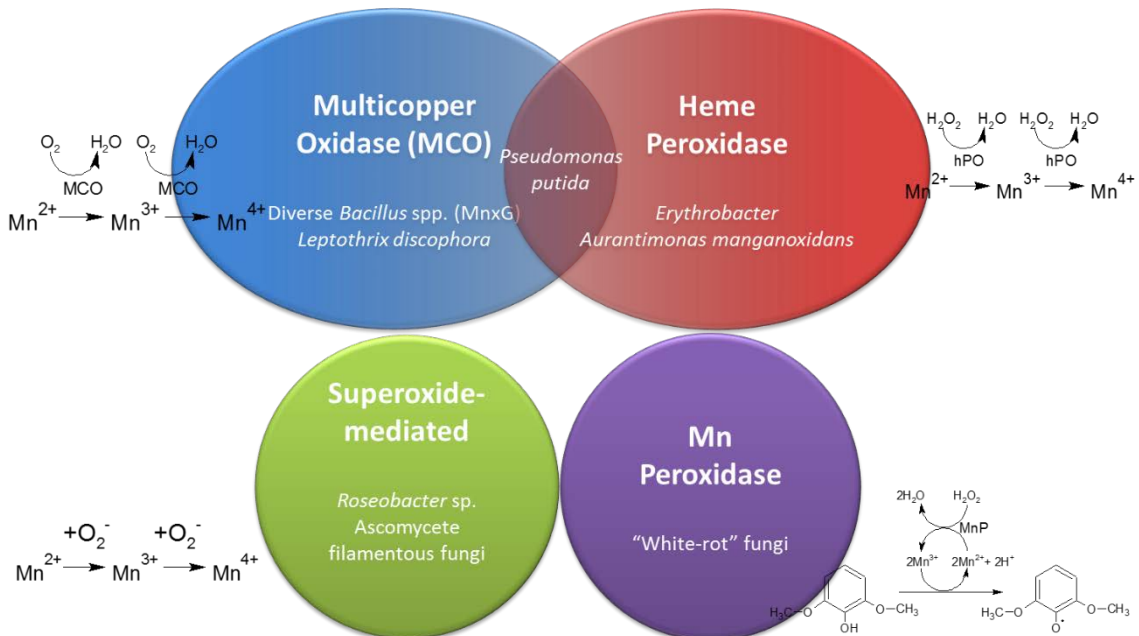 Multicopper
Oxidase (MCO)
Diverse Bacillus spp. (MnxG)
Leptothrix discophora
Pseudomonas
putida
Heme
Peroxidase
Erythrobacter
Aurantimonas manganoxidans
O₂ H₂O O₂ H₂O
MCO MCO
Mn²⁺ Mn³⁺ Mn⁴⁺
H₂O₂ H₂O H₂O₂ H₂O
hPO hPO
Mn²⁺ Mn³⁺ Mn⁴⁺
Superoxide-
mediated
Roseobacter sp.
Ascomycete
filamentous fungi
+O₂⁻ +O₂⁻
Mn²⁺ Mn³⁺ Mn⁴⁺
Mn
Peroxidase
“White-rot” fungi
2H₂O H₂O₂
MnP
2Mn³⁺ 2Mn²⁺ + 2H⁺
H₃C-O O-CH₃ H₃C-O O-CH₃
OH O•